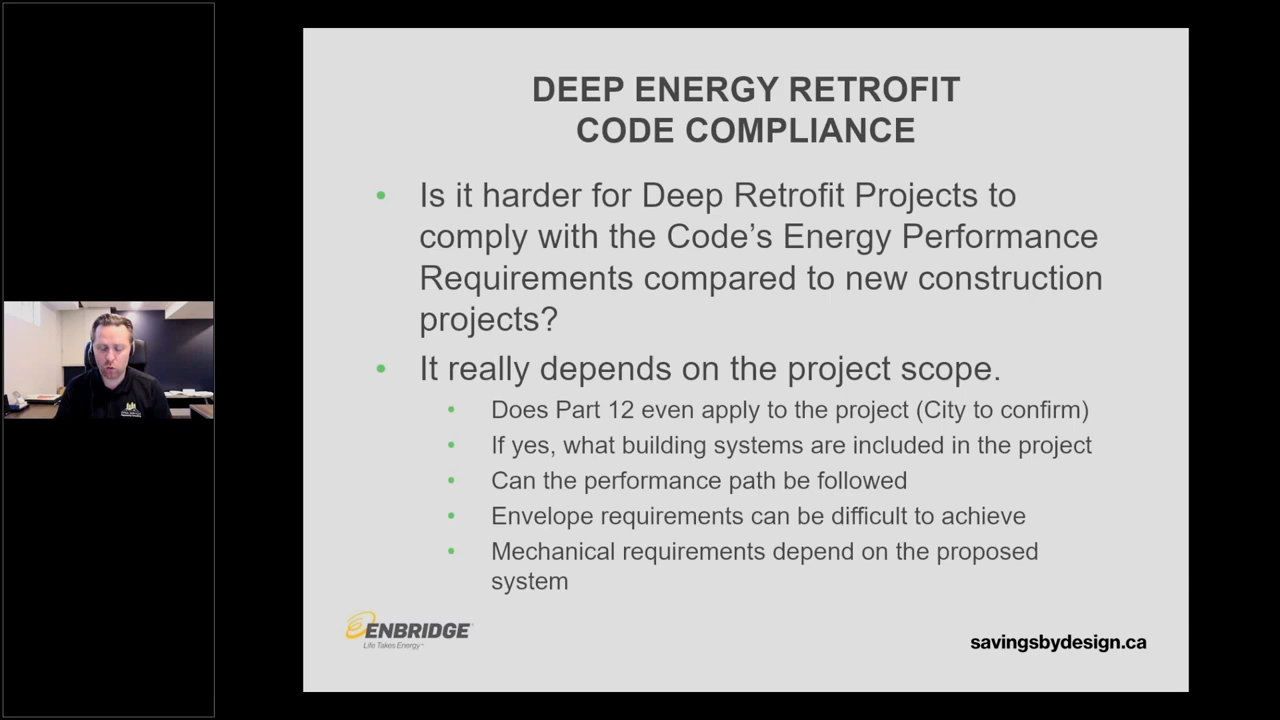 DEEP ENERGY RETROFIT
CODE COMPLIANCE
• Is it harder for Deep Retrofit Projects to
comply with the Code’s Energy Performance
Requirements compared to new construction
projects?
• It really depends on the project scope.
• Does Part 12 even apply to the project (City to confirm)
• If yes, what building systems are included in the project
• Can the performance path be followed
• Envelope requirements can be difficult to achieve
• Mechanical requirements depend on the proposed
system
ENBRIDGE
Life Takes Energy™
savingsbydesign.ca